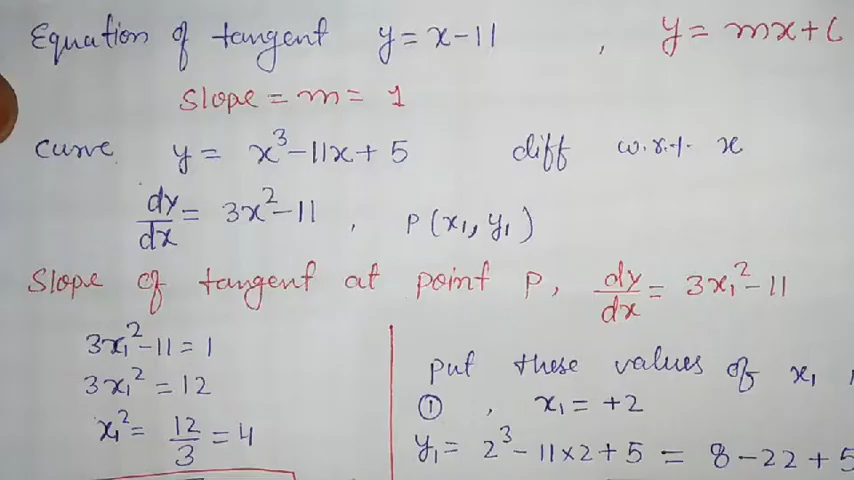 Equation of tangent y = x-11 , y = mx+c
Slope = m = 1
Curve y = x³-11x+5 diff w.r.t. x
dy/dx = 3x²-11 , P(x₁, y₁)
Slope of tangent at point P, dy/dx = 3x₁²-11
3x₁²-11 = 1
3x₁² = 12
x₁² = 12/3 = 4
put these values of x₁
① , x₁ = +2
y₁ = 2³-11×2+5 = 8-22+5